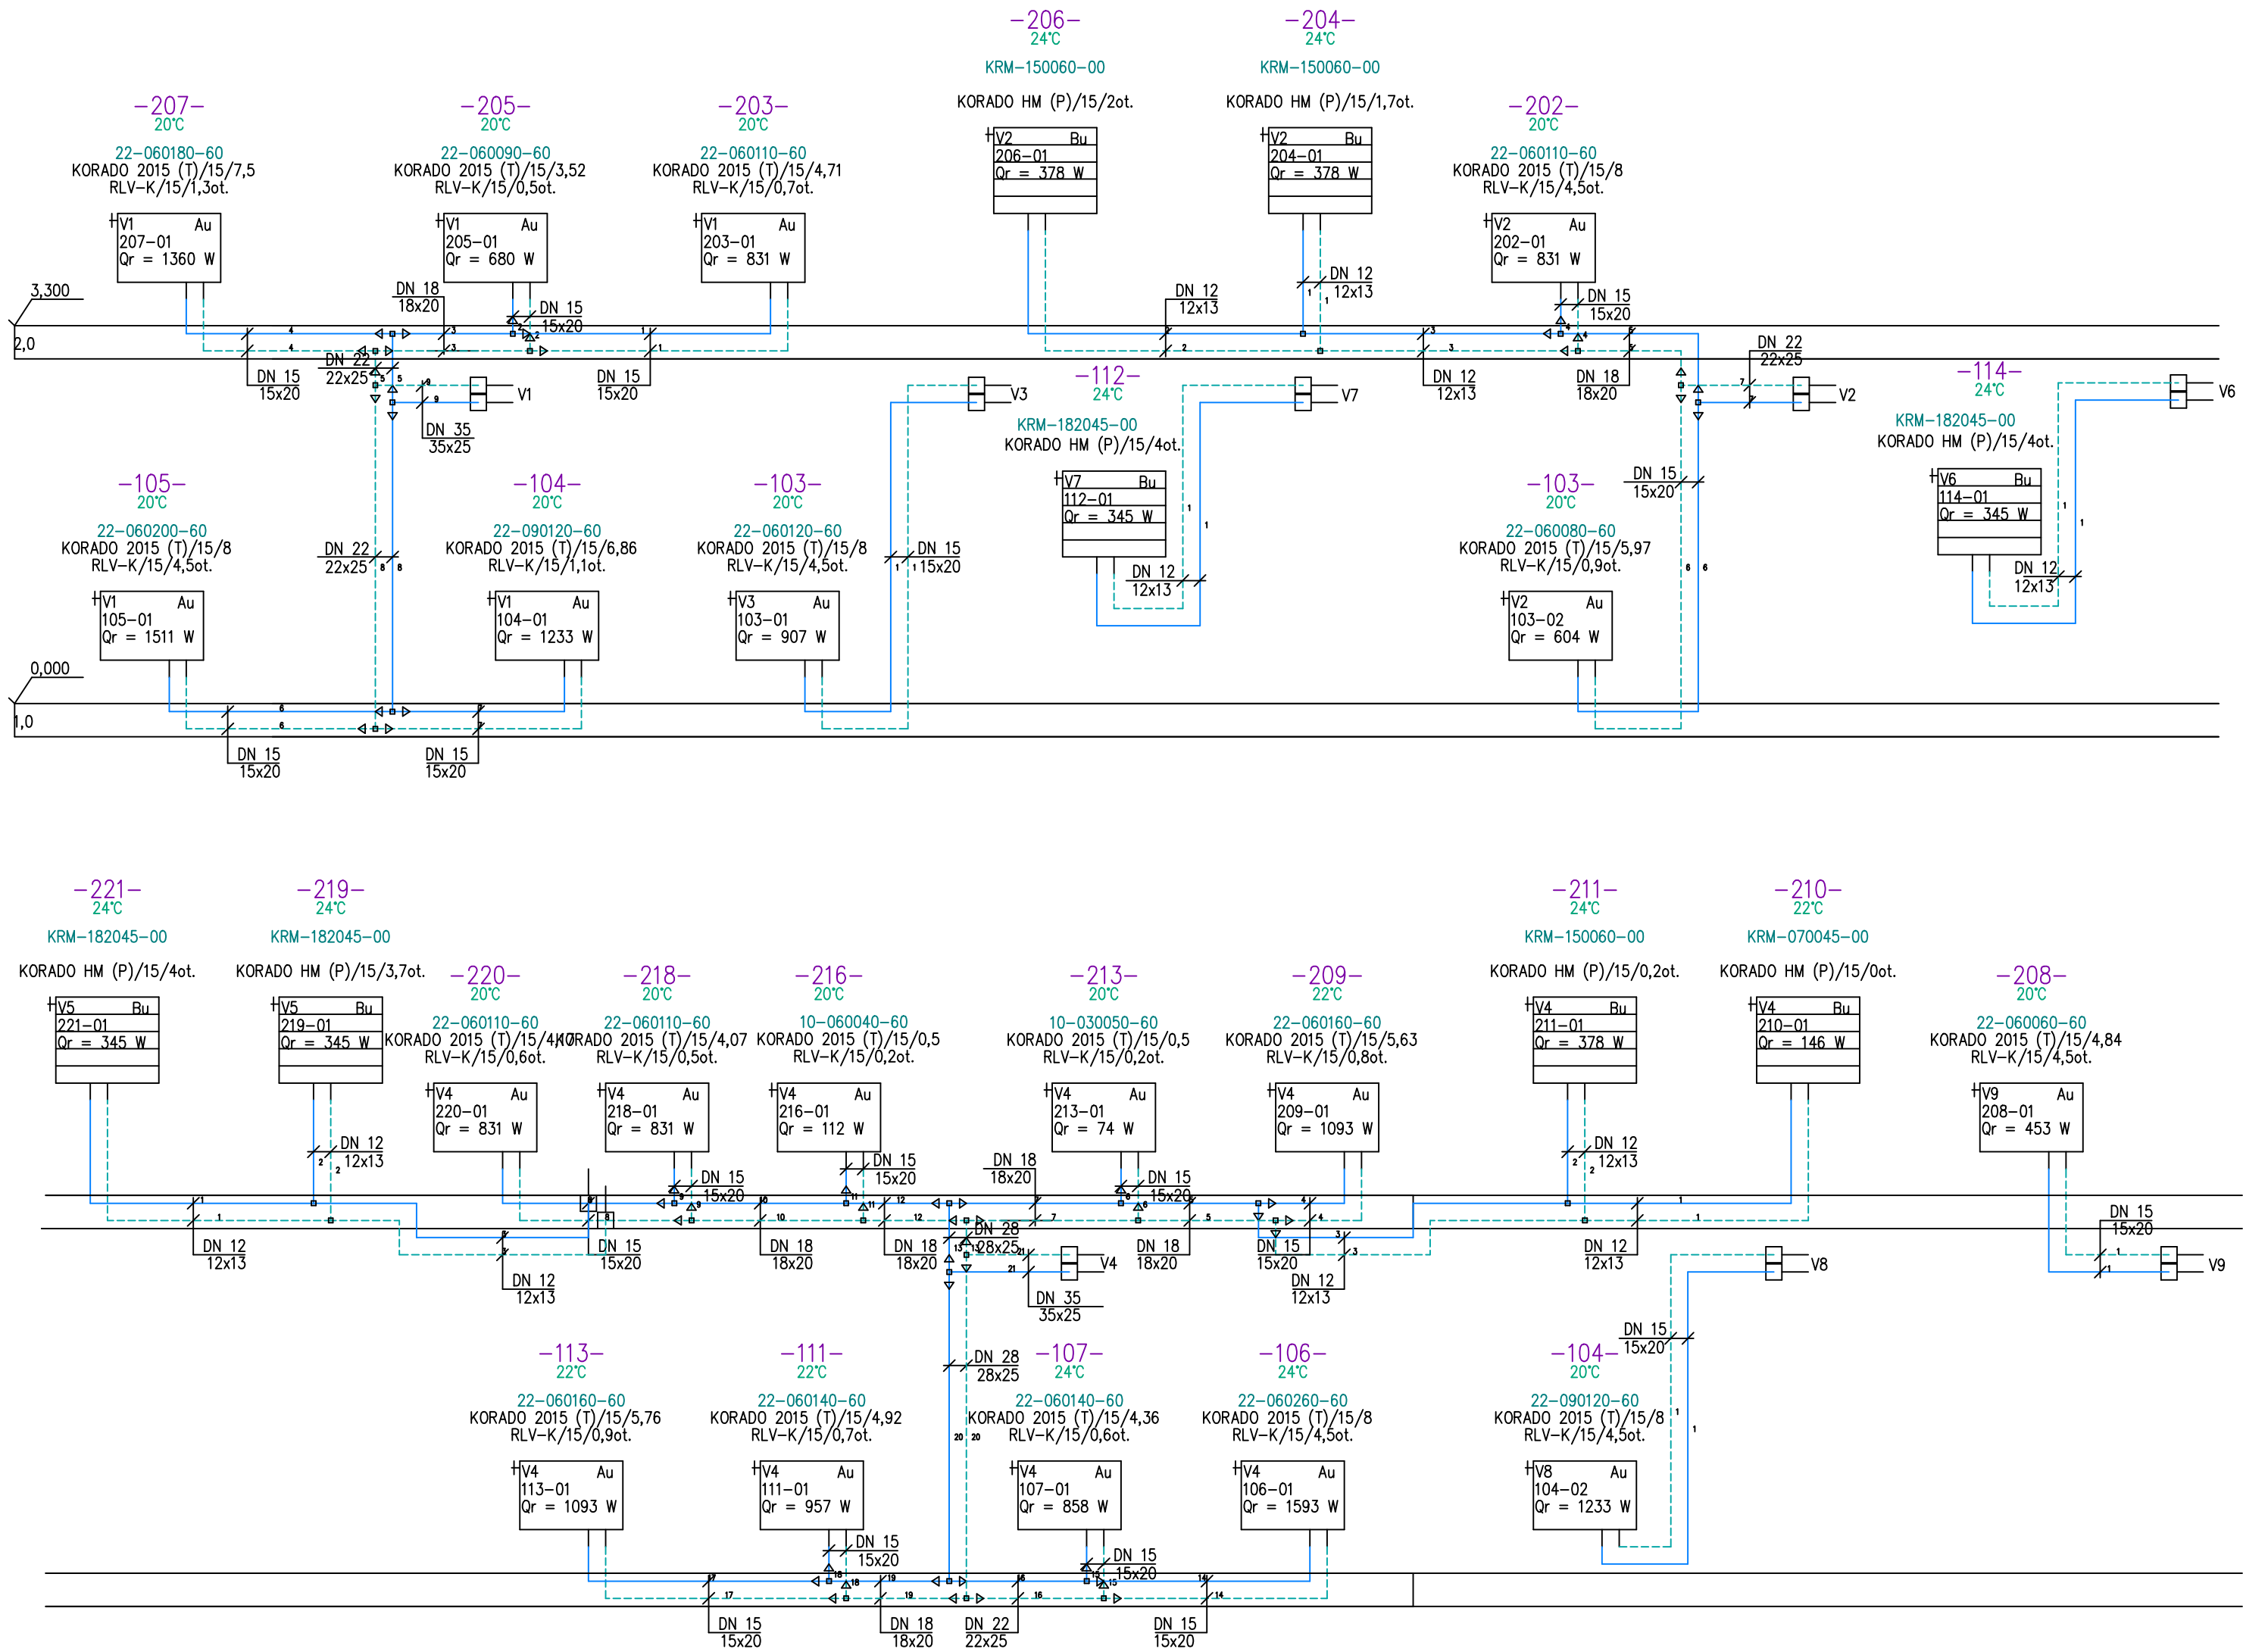 -206-
24°C
KRM-150060-00
KORADO HM (P)/15/2ot.
V2 Bu
206-01
Qr = 378 W
-204-
24°C
KRM-150060-00
KORADO HM (P)/15/1,7ot.
V2 Bu
204-01
Qr = 378 W
-207-
20°C
22-060180-60
KORADO 2015 (T)/15/7,5
RLV-K/15/1,3ot.
V1 Au
207-01
Qr = 1360 W
-205-
20°C
22-060090-60
KORADO 2015 (T)/15/3,52
RLV-K/15/0,5ot.
V1 Au
205-01
Qr = 680 W
-203-
20°C
22-060110-60
KORADO 2015 (T)/15/4,71
RLV-K/15/0,7ot.
V1 Au
203-01
Qr = 831 W
-202-
20°C
22-060110-60
KORADO 2015 (T)/15/8
RLV-K/15/4,5ot.
V2 Au
202-01
Qr = 831 W
3,300
2,0
DN 18
18x20
DN 15
15x20
DN 12
12x13
DN 12
12x13
DN 15
15x20
DN 15
15x20
DN 22
22x25
DN 15
15x20
DN 12
12x13
DN 18
18x20
DN 22
22x25
DN 35
35x25
V1
V3
V7
V2
V6
-112-
24°C
KRM-182045-00
KORADO HM (P)/15/4ot.
V7 Bu
112-01
Qr = 345 W
DN 12
12x13
-114-
24°C
KRM-182045-00
KORADO HM (P)/15/4ot.
V6 Bu
114-01
Qr = 345 W
DN 12
12x13
-105-
20°C
22-060200-60
KORADO 2015 (T)/15/8
RLV-K/15/4,5ot.
V1 Au
105-01
Qr = 1511 W
DN 22
22x25
-104-
20°C
22-090120-60
KORADO 2015 (T)/15/6,86
RLV-K/15/1,1ot.
V1 Au
104-01
Qr = 1233 W
-103-
20°C
22-060120-60
KORADO 2015 (T)/15/8
RLV-K/15/4,5ot.
V3 Au
103-01
Qr = 907 W
DN 15
15x20
-103-
20°C
22-060080-60
KORADO 2015 (T)/15/5,97
RLV-K/15/0,9ot.
V2 Au
103-02
Qr = 604 W
DN 15
15x20
0,000
1,0
DN 15
15x20
DN 15
15x20
-221-
24°C
KRM-182045-00
KORADO HM (P)/15/4ot.
V5 Bu
221-01
Qr = 345 W
-219-
24°C
KRM-182045-00
KORADO HM (P)/15/3,7ot.
V5 Bu
219-01
Qr = 345 W
-220-
20°C
22-060110-60
KORADO 2015 (T)/15/4,17
RLV-K/15/0,6ot.
V4 Au
220-01
Qr = 831 W
-218-
20°C
22-060110-60
KORADO 2015 (T)/15/4,07
RLV-K/15/0,5ot.
V4 Au
218-01
Qr = 831 W
-216-
20°C
10-060040-60
KORADO 2015 (T)/15/0,5
RLV-K/15/0,2ot.
V4 Au
216-01
Qr = 112 W
-213-
20°C
10-030050-60
KORADO 2015 (T)/15/0,5
RLV-K/15/0,2ot.
V4 Au
213-01
Qr = 74 W
-209-
22°C
22-060160-60
KORADO 2015 (T)/15/5,63
RLV-K/15/0,8ot.
V4 Au
209-01
Qr = 1093 W
-211-
24°C
KRM-150060-00
KORADO HM (P)/15/0,2ot.
V4 Bu
211-01
Qr = 378 W
-210-
22°C
KRM-070045-00
KORADO HM (P)/15/0ot.
V4 Bu
210-01
Qr = 146 W
-208-
20°C
22-060060-60
KORADO 2015 (T)/15/4,84
RLV-K/15/4,5ot.
V9 Au
208-01
Qr = 453 W
DN 12
12x13
DN 15
15x20
DN 15
15x20
DN 18
18x20
DN 15
15x20
DN 12
12x13
DN 15
15x20
DN 12
12x13
DN 15
15x20
DN 18
18x20
DN 18
18x20
DN 28
28x25
DN 18
18x20
DN 15
15x20
DN 12
12x13
DN 12
12x13
DN 12
12x13
DN 35
35x25
V4
V8
V9
-113-
22°C
22-060160-60
KORADO 2015 (T)/15/5,76
RLV-K/15/0,9ot.
V4 Au
113-01
Qr = 1093 W
-111-
22°C
22-060140-60
KORADO 2015 (T)/15/4,92
RLV-K/15/0,7ot.
V4 Au
111-01
Qr = 957 W
DN 28
28x25
-107-
24°C
22-060140-60
KORADO 2015 (T)/15/4,36
RLV-K/15/0,6ot.
V4 Au
107-01
Qr = 858 W
-106-
24°C
22-060260-60
KORADO 2015 (T)/15/8
RLV-K/15/4,5ot.
V4 Au
106-01
Qr = 1593 W
-104-
20°C
22-090120-60
KORADO 2015 (T)/15/8
RLV-K/15/4,5ot.
V8 Au
104-02
Qr = 1233 W
DN 15
15x20
DN 15
15x20
DN 15
15x20
DN 15
15x20
DN 18
18x20
DN 22
22x25
DN 15
15x20